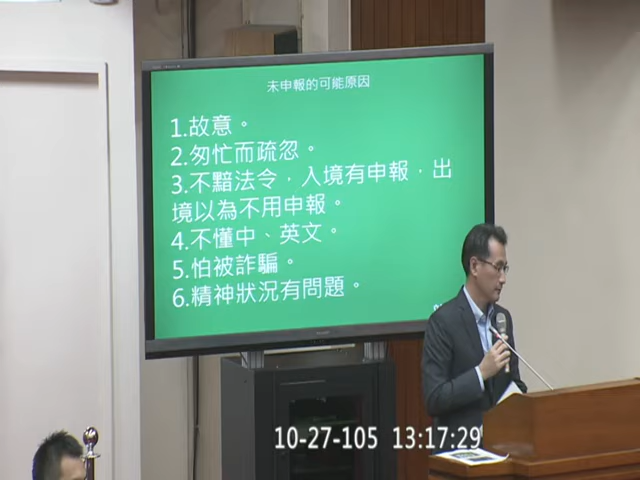 未申報的可能原因
1.故意。
2.匆忙而疏忽。
3.不黯法令，入境有申報，出
境以為不用申報。
4.不懂中、英文。
5.怕被詐騙。
6.精神狀況有問題。
10-27-105 13:17:29